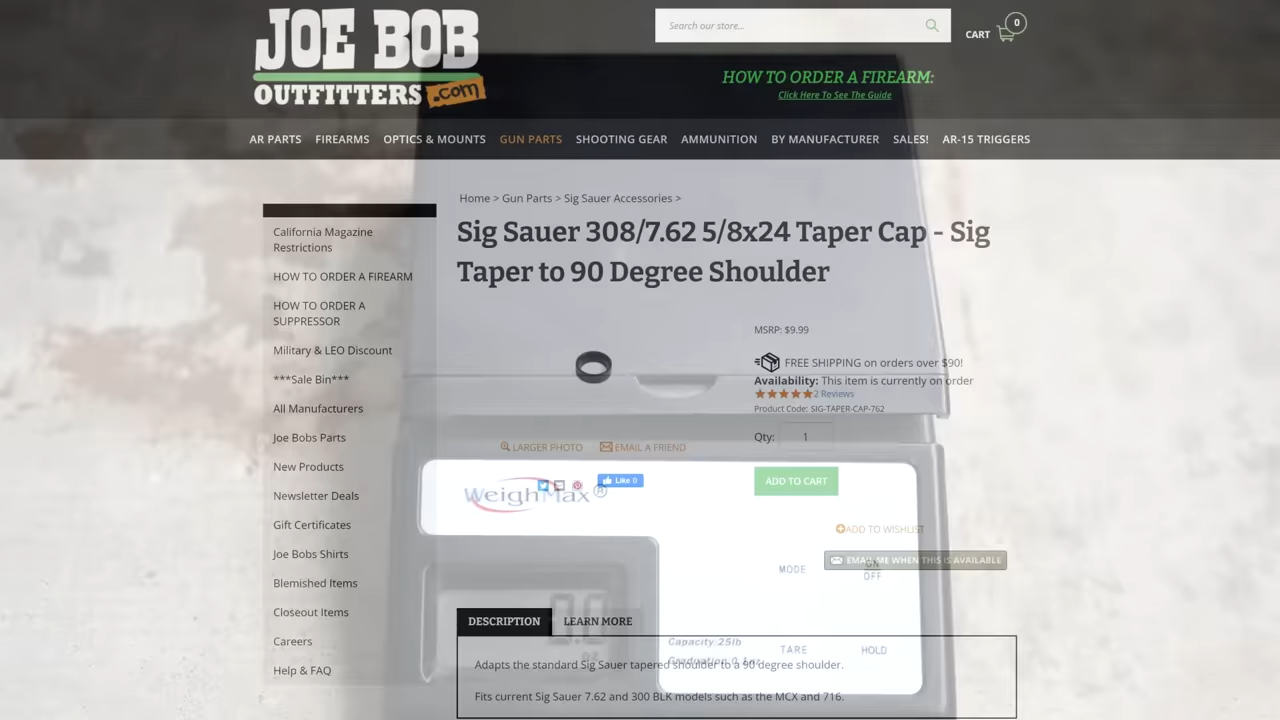 JOE BOB
OUTFITTERS .com
Search our store...
CART
0
HOW TO ORDER A FIREARM:
Click Here To See The Guide
AR PARTS FIREARMS OPTICS & MOUNTS GUN PARTS SHOOTING GEAR AMMUNITION BY MANUFACTURER SALES! AR-15 TRIGGERS
Home > Gun Parts > Sig Sauer Accessories >
Sig Sauer 308/7.62 5/8x24 Taper Cap - Sig
Taper to 90 Degree Shoulder
California Magazine
Restrictions
HOW TO ORDER A FIREARM
HOW TO ORDER A
SUPPRESSOR
Military & LEO Discount
***Sale Bin***
All Manufacturers
Joe Bobs Parts
New Products
Newsletter Deals
Gift Certificates
Joe Bobs Shirts
Blemished Items
Closeout Items
Careers
Help & FAQ
MSRP: $9.99
FREE SHIPPING on orders over $90!
Availability: This item is currently on order
2 Reviews
Product Code: SIG-TAPER-CAP-762
Qty: 1
LARGER PHOTO EMAIL A FRIEND
Like 0
ADD TO CART
WeighMax®
ADD TO WISHLIST
EMAIL ME WHEN THIS IS AVAILABLE
MODE
ON
OFF
0.0
oz
Capacity 25lb
Graduation 0.1oz
TARE
HOLD
DESCRIPTION LEARN MORE
Adapts the standard Sig Sauer tapered shoulder to a 90 degree shoulder.
Fits current Sig Sauer 7.62 and 300 BLK models such as the MCX and 716.